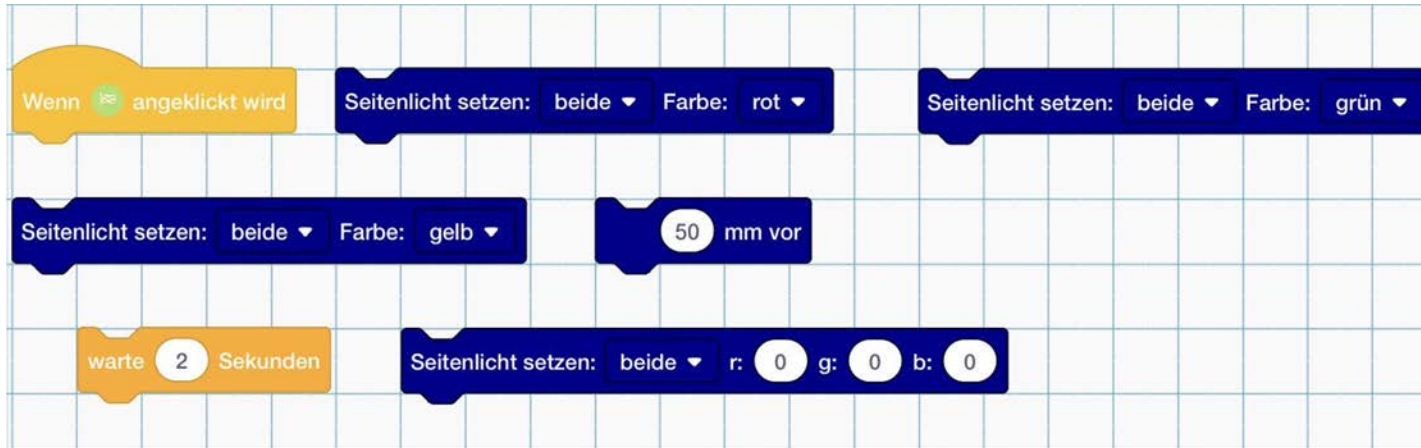 Wenn angeklickt wird
Seitenlicht setzen: beide Farbe: rot
Seitenlicht setzen: beide Farbe: grün
Seitenlicht setzen: beide Farbe: gelb
50 mm vor
warte 2 Sekunden
Seitenlicht setzen: beide r: 0 g: 0 b: 0